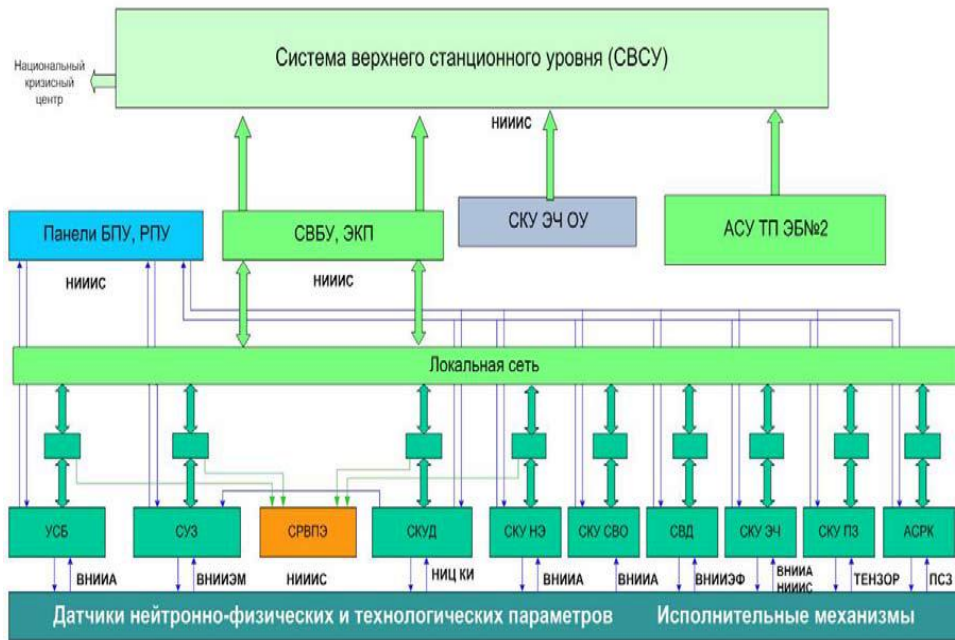 Система верхнего станционного уровня (СВСУ)
Национальный
кризисный
центр
НИИИС
Панели БПУ, РПУ
СВБУ, ЭКП
СКУ ЭЧ ОУ
АСУ ТП ЭБ№2
НИИИС
НИИИС
Локальная сеть
УСБ
СУЗ
СРВПЭ
СКУД
СКУ НЭ
СКУ СВО
СВД
СКУ ЭЧ
СКУ ПЗ
АСРК
ВНИИА
ВНИИЭМ
НИИИС
НИЦ КИ
ВНИИА
ВНИИА
ВНИИЭФ
ВНИИА
НИИИС
ТЕНЗОР
ПСЗ
Датчики нейтронно-физических и технологических параметров
Исполнительные механизмы